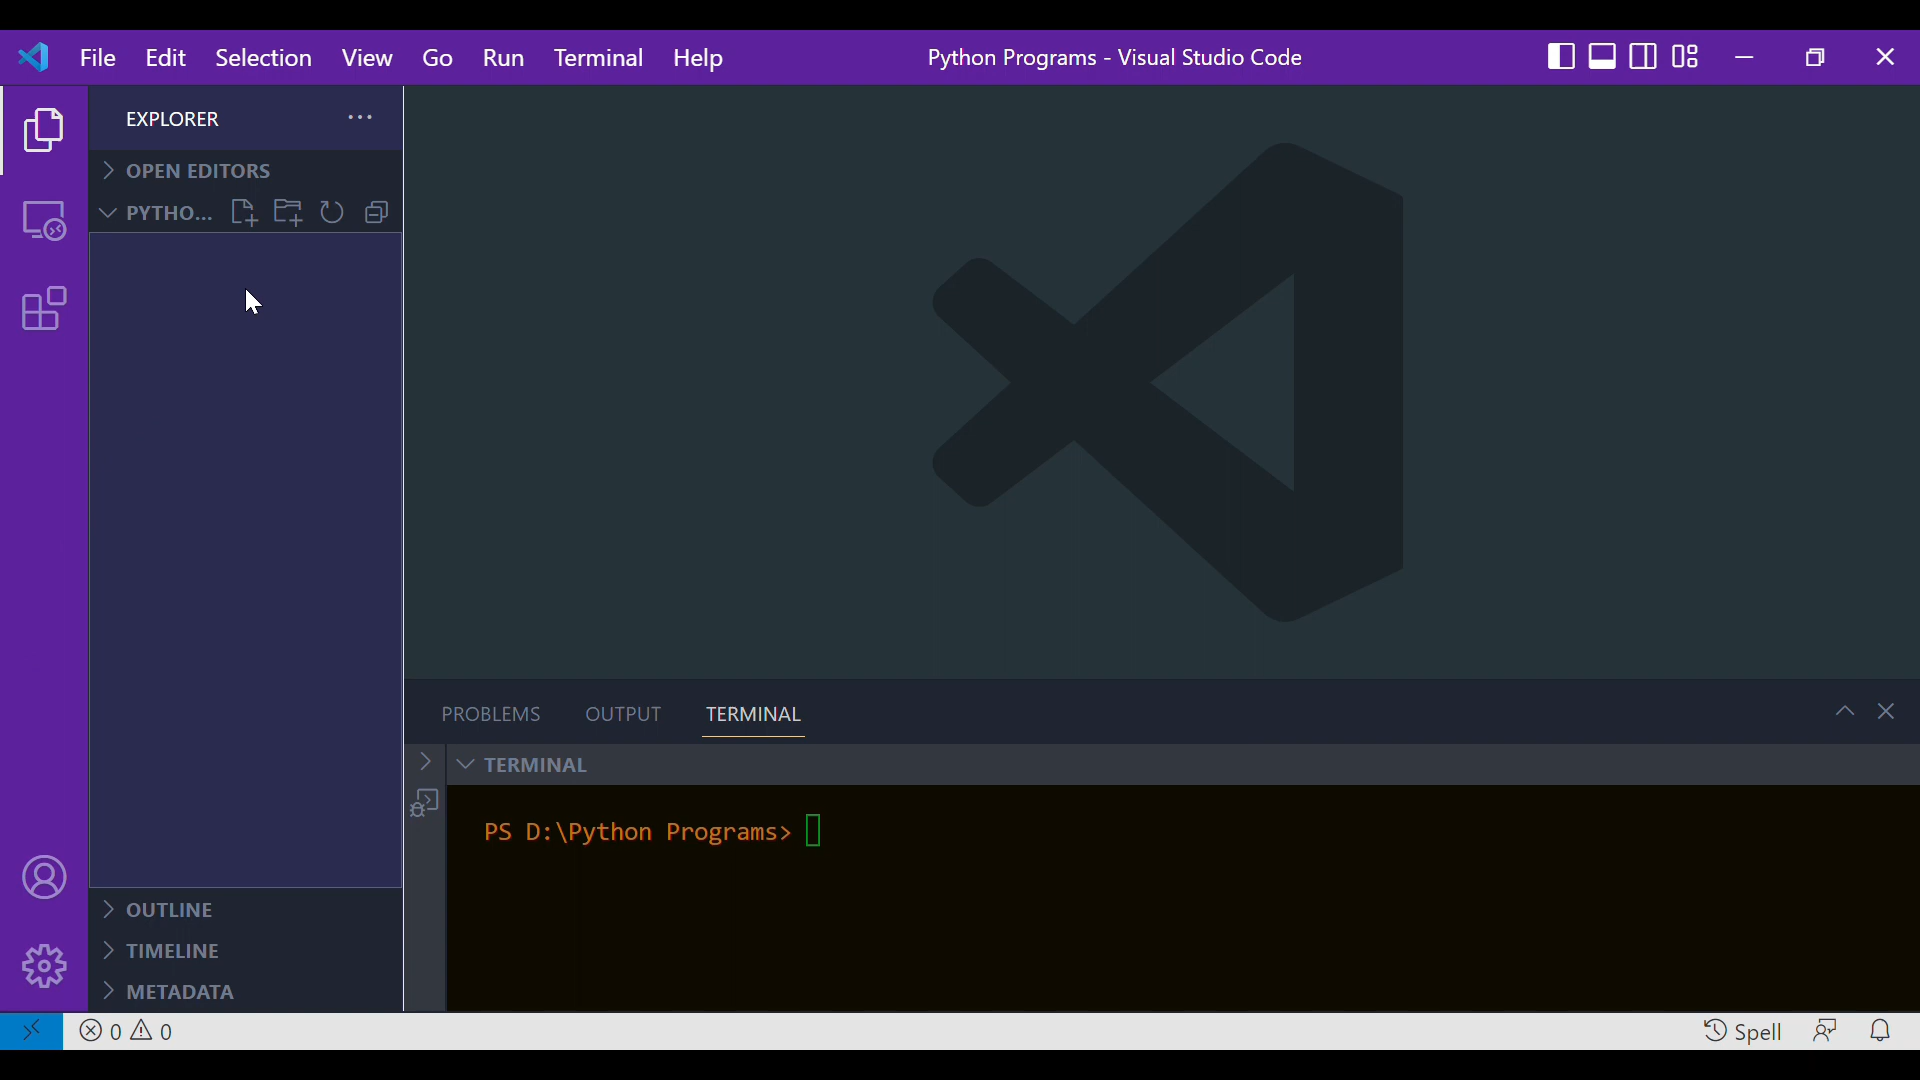 File Edit Selection View Go Run Terminal Help
Python Programs - Visual Studio Code
EXPLORER
OPEN EDITORS
PYTHO...
PROBLEMS OUTPUT TERMINAL
TERMINAL
PS D:\Python Programs>
OUTLINE
TIMELINE
METADATA
0 0
Spell